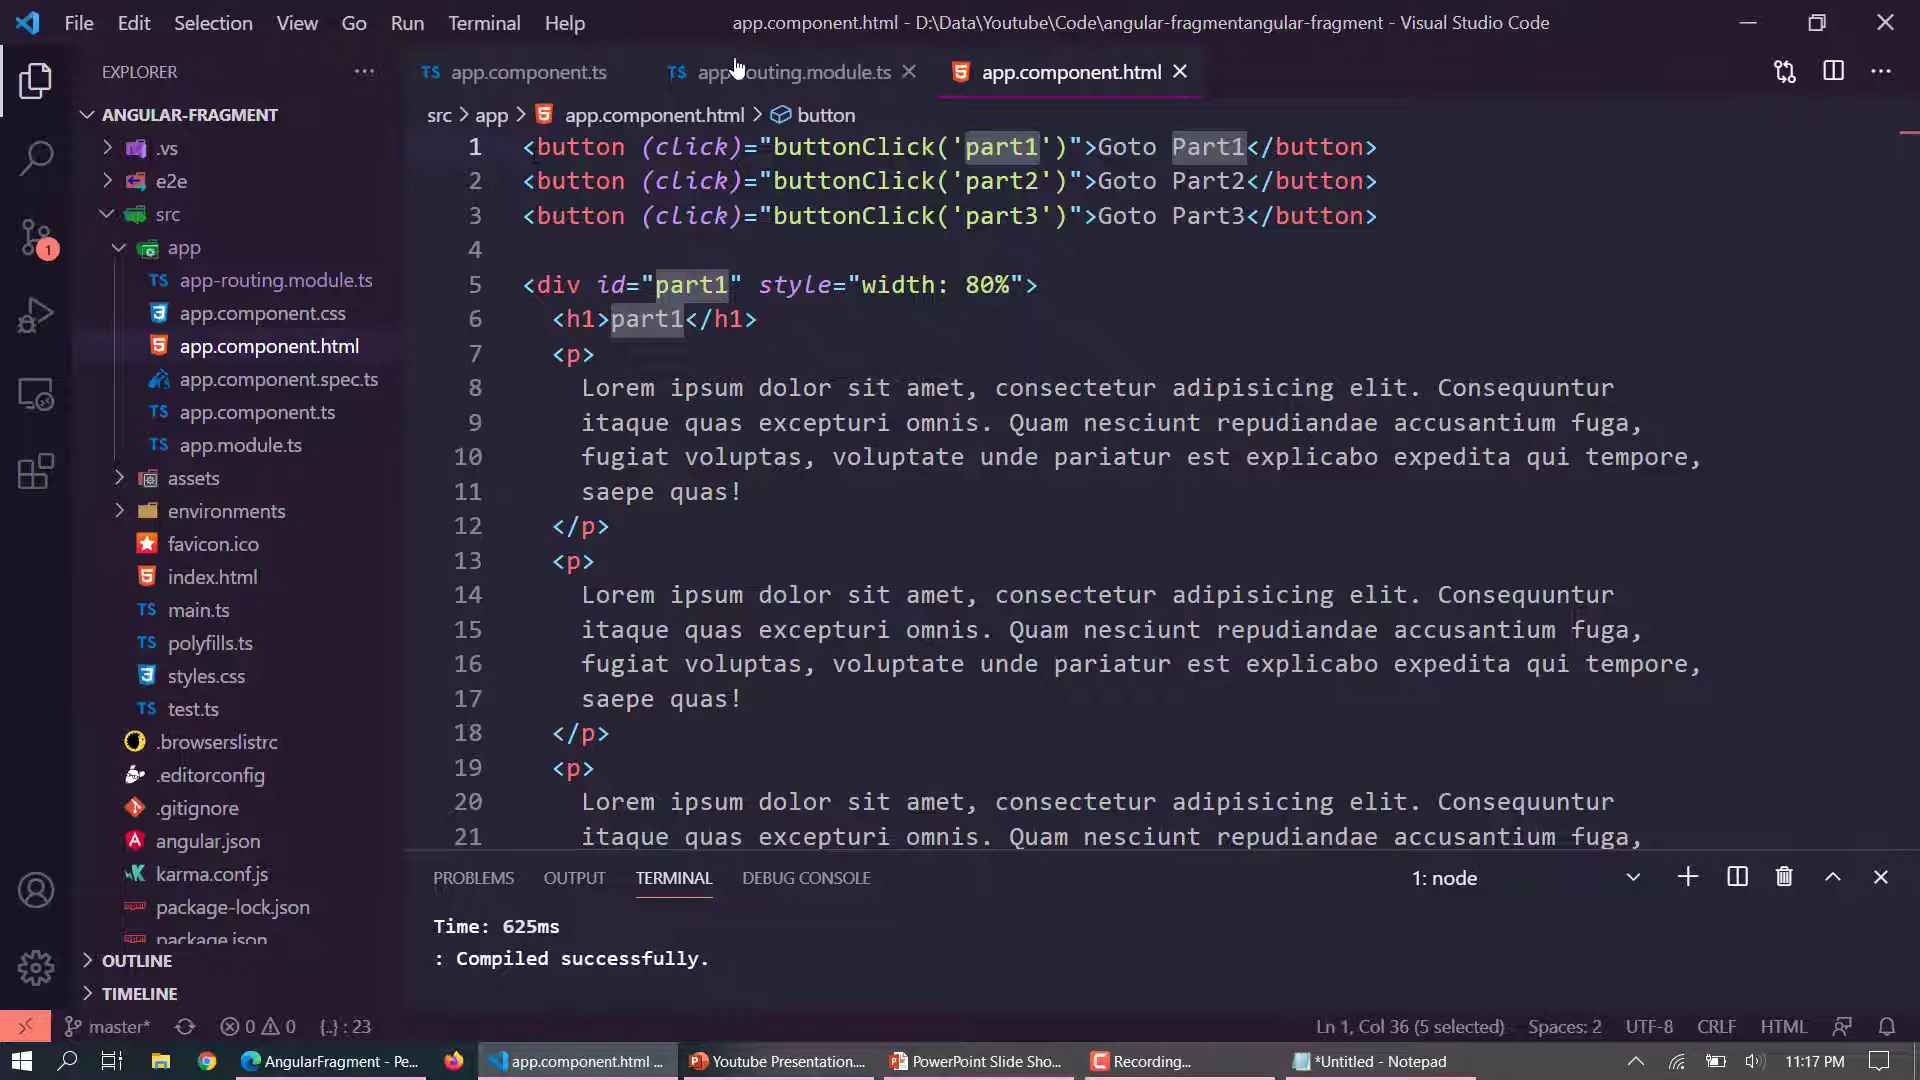 File Edit Selection View Go Run Terminal Help
app.component.html - D:\Data\Youtube\Code\angular-fragmentangular-fragment - Visual Studio Code
EXPLORER
ANGULAR-FRAGMENT
.vs
e2e
src
app
TS app-routing.module.ts
app.component.css
app.component.html
app.component.spec.ts
TS app.component.ts
TS app.module.ts
assets
environments
favicon.ico
index.html
TS main.ts
TS polyfills.ts
styles.css
TS test.ts
.browserslistrc
.editorconfig
.gitignore
angular.json
karma.conf.js
package-lock.json
package.json
OUTLINE
TIMELINE
TS app.component.ts
TS routing.module.ts
app.component.html
src > app > app.component.html > button
1 <button (click)="buttonClick('part1')">Goto Part1</button>
2 <button (click)="buttonClick('part2')">Goto Part2</button>
3 <button (click)="buttonClick('part3')">Goto Part3</button>
4
5 <div id="part1" style="width: 80%">
6 <h1>part1</h1>
7 <p>
8 Lorem ipsum dolor sit amet, consectetur adipisicing elit. Consequuntur
9 itaque quas excepturi omnis. Quam nesciunt repudiandae accusantium fuga,
10 fugiat voluptas, voluptate unde pariatur est explicabo expedita qui tempore,
11 saepe quas!
12 </p>
13 <p>
14 Lorem ipsum dolor sit amet, consectetur adipisicing elit. Consequuntur
15 itaque quas excepturi omnis. Quam nesciunt repudiandae accusantium fuga,
16 fugiat voluptas, voluptate unde pariatur est explicabo expedita qui tempore,
17 saepe quas!
18 </p>
19 <p>
20 Lorem ipsum dolor sit amet, consectetur adipisicing elit. Consequuntur
21 itaque quas excepturi omnis. Quam nesciunt repudiandae accusantium fuga,
PROBLEMS OUTPUT TERMINAL DEBUG CONSOLE
1: node
Time: 625ms
: Compiled successfully.
1
master* 0 0 {..} : 23
Ln 1, Col 36 (5 selected) Spaces: 2 UTF-8 CRLF HTML
AngularFragment - Pe... app.component.html ... Youtube Presentation.... PowerPoint Slide Sho... Recording... *Untitled - Notepad 11:17 PM